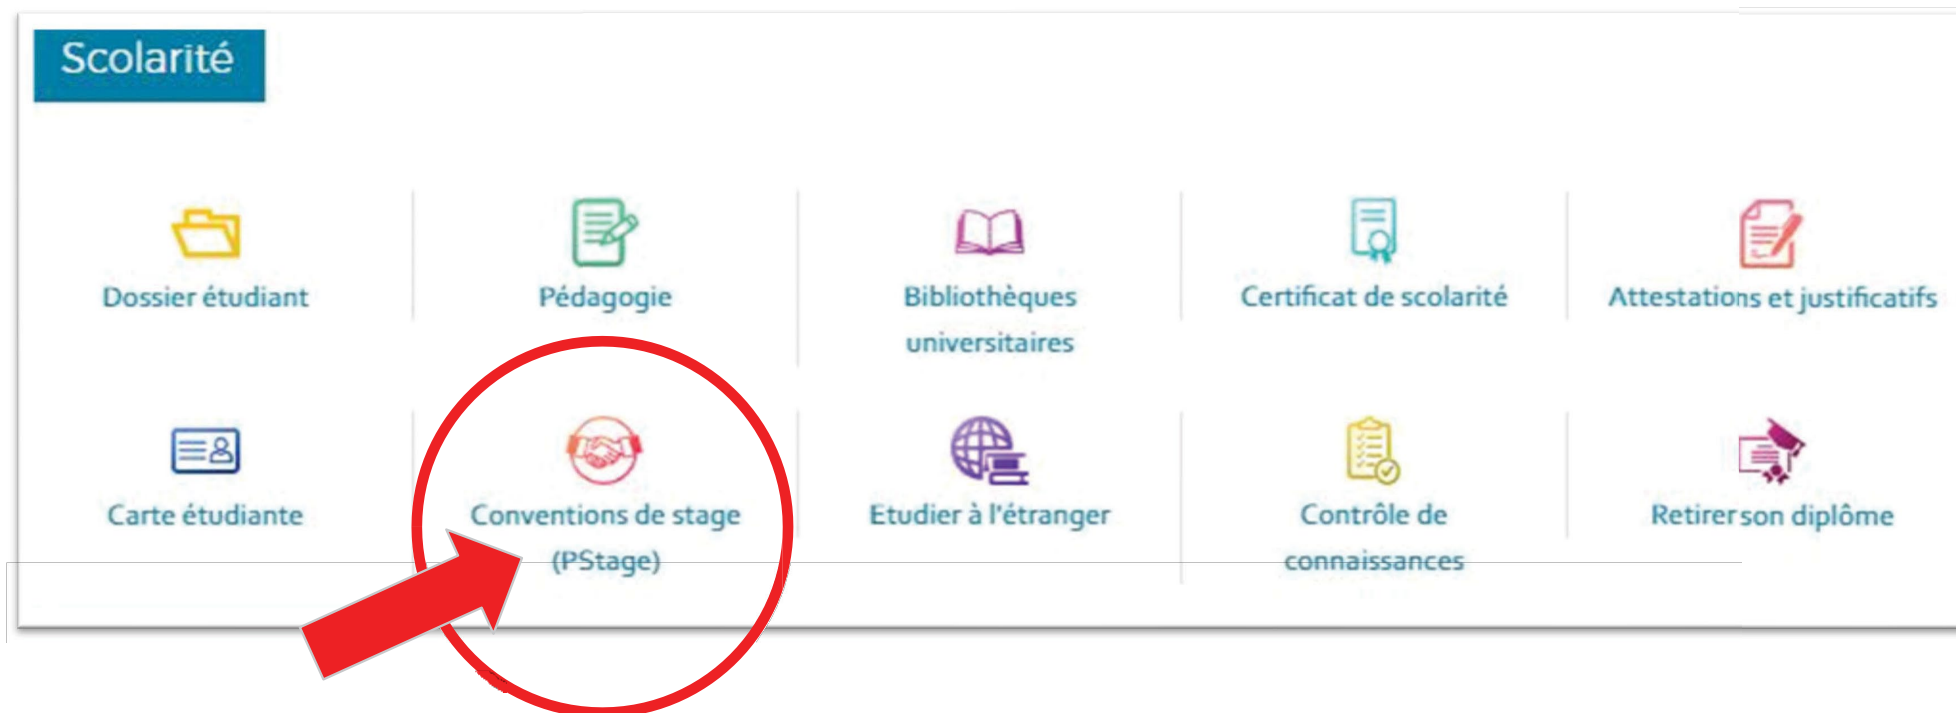 Scolarité
Dossier étudiant
Pédagogie
Bibliothèques
universitaires
Certificat de scolarité
Attestations et justificatifs
Carte étudiante
Conventions de stage
(PStage)
Etudier à l'étranger
Contrôle de
connaissances
Retirer son diplôme